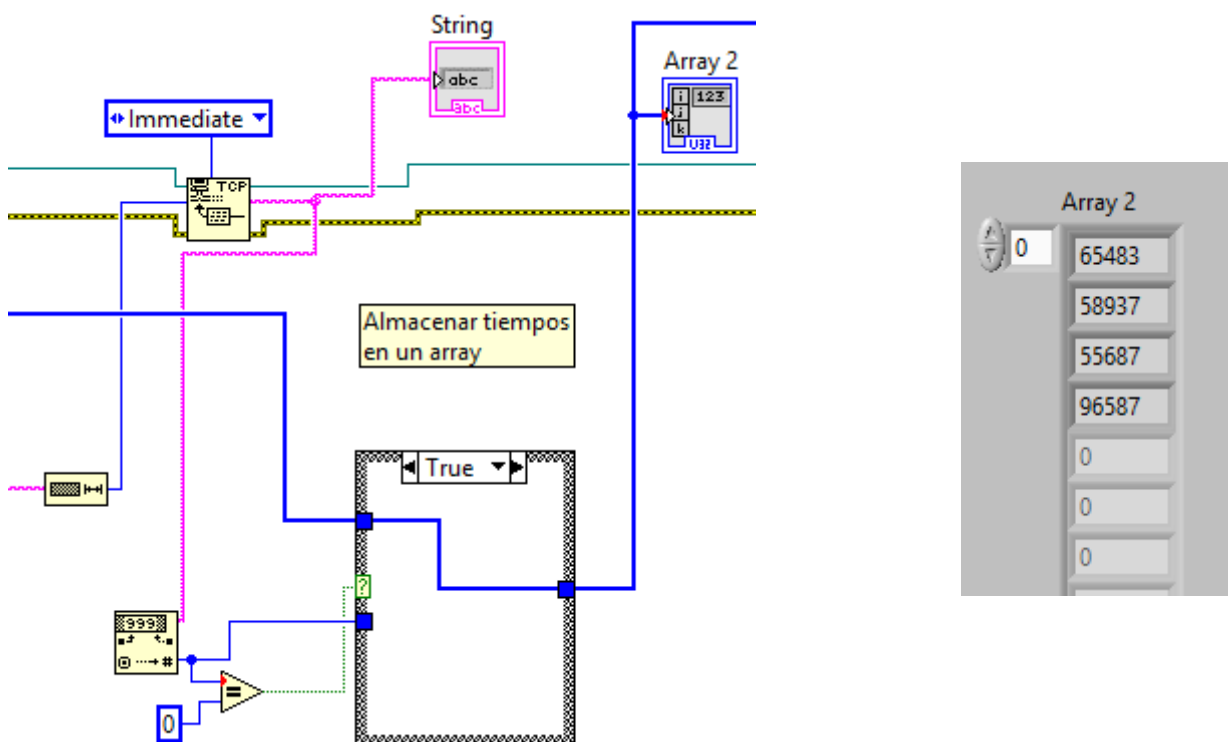 String
abc
abc
Array 2
i
j
k
123
U32
Immediate
TCP
Almacenar tiempos
en un array
True
?
999
#
=
0
Array 2
0
65483
58937
55687
96587
0
0
0